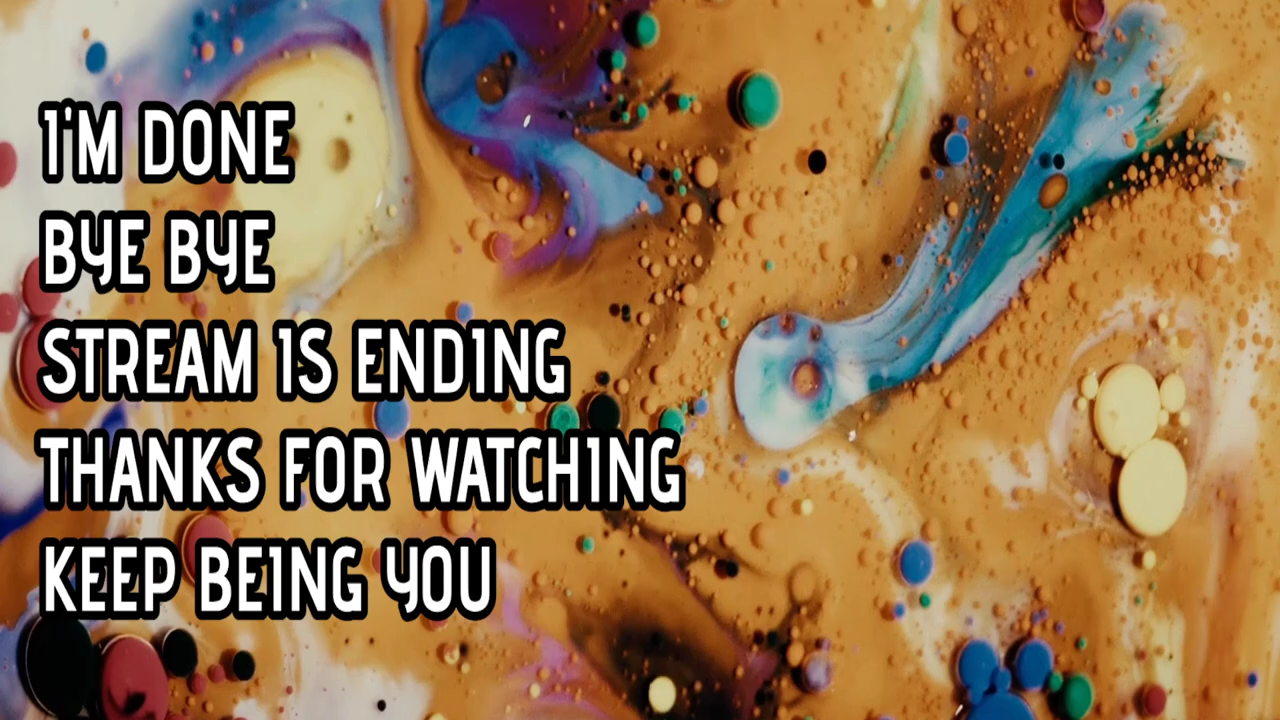 I'M DONE
BYE BYE
STREAM IS ENDING
THANKS FOR WATCHING
KEEP BEING YOU